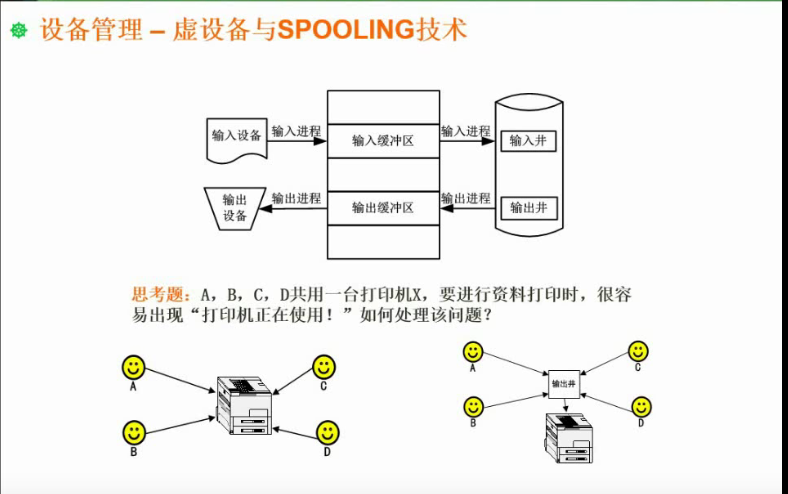 设备管理 – 虚设备与SPOOLING技术
输入设备 输入进程 输入缓冲区 输入进程 输入井
输出
设备
输出进程 输出缓冲区 输出进程 输出井
思考题：A，B，C，D共用一台打印机X，要进行资料打印时，很容
易出现“打印机正在使用！”如何处理该问题？
A C
B D
A C
输出井
B D